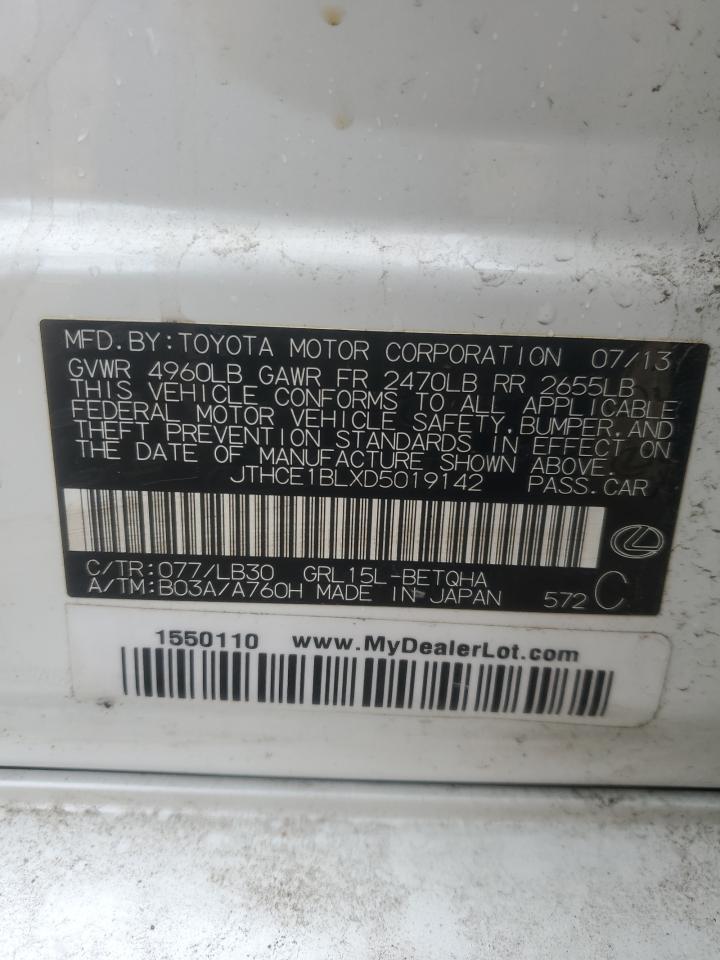 MFD.BY:TOYOTA MOTOR CORPORATION 07/13
GVWR 4960LB GAWR FR 2470LB RR 2655LB
THIS VEHICLE CONFORMS TO ALL APPLICABLE
FEDERAL MOTOR VEHICLE SAFETY,BUMPER,AND
THEFT PREVENTION STANDARDS IN EFFECT ON
THE DATE OF MANUFACTURE SHOWN ABOVE.
JTHCE1BLXD5019142 PASS.CAR
C/TR:077/LB30 GRL15L-BETQHA
A/TM:B03A/A760H MADE IN JAPAN 572 C
1550110 www.MyDealerLot.com